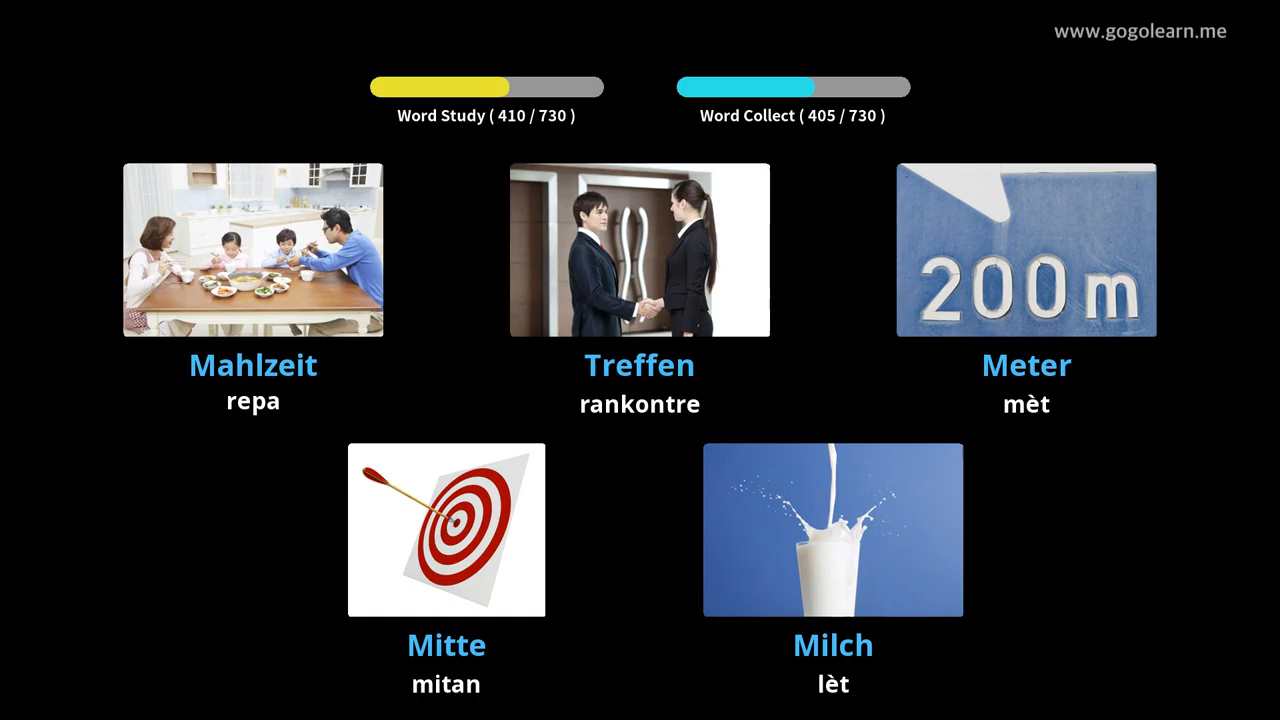 www.gogolearn.me
Word Study ( 410 / 730 )
Word Collect ( 405 / 730 )
200m
Mahlzeit
repa
Treffen
rankontre
Meter
mèt
Mitte
mitan
Milch
lèt